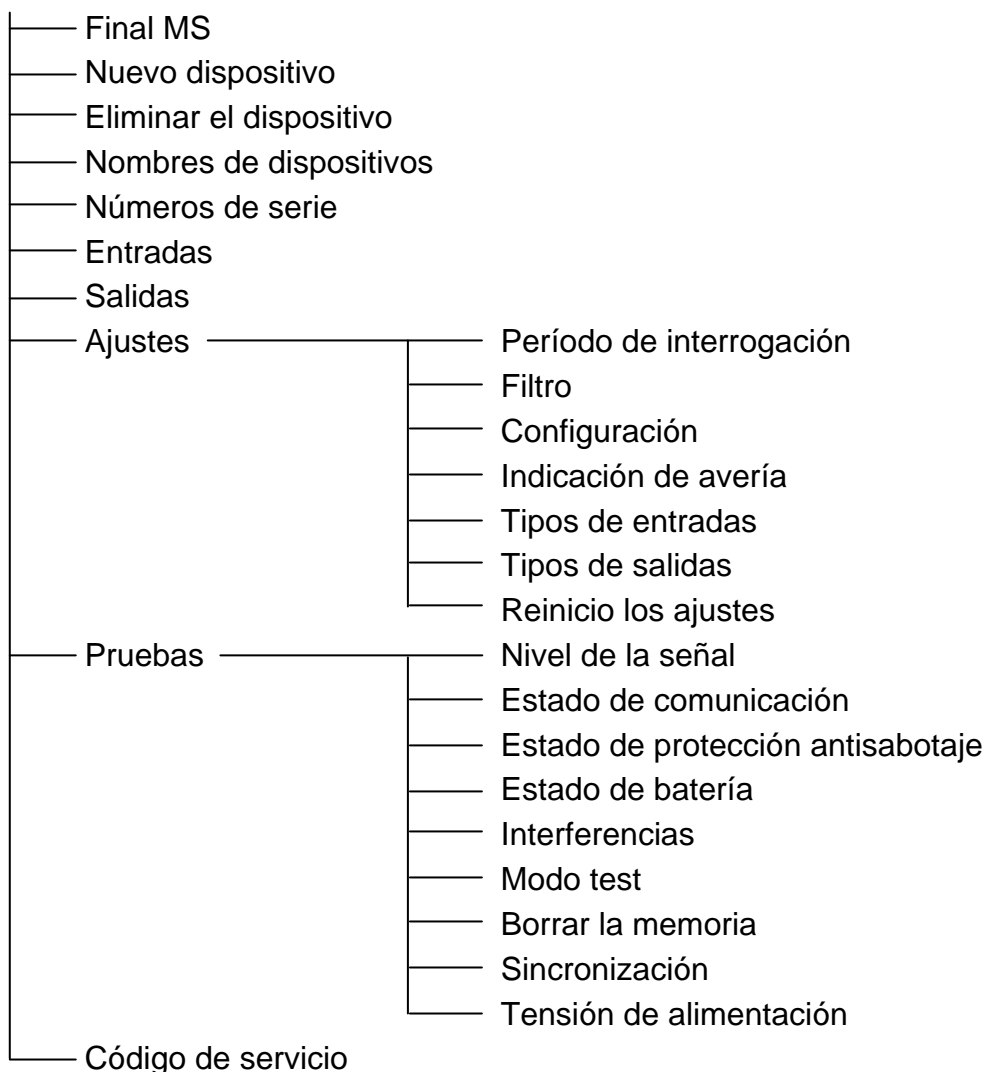 Final MS
Nuevo dispositivo
Eliminar el dispositivo
Nombres de dispositivos
Números de serie
Entradas
Salidas
Ajustes
Período de interrogación
Filtro
Configuración
Indicación de avería
Tipos de entradas
Tipos de salidas
Reinicio los ajustes
Pruebas
Nivel de la señal
Estado de comunicación
Estado de protección antisabotaje
Estado de batería
Interferencias
Modo test
Borrar la memoria
Sincronización
Tensión de alimentación
Código de servicio